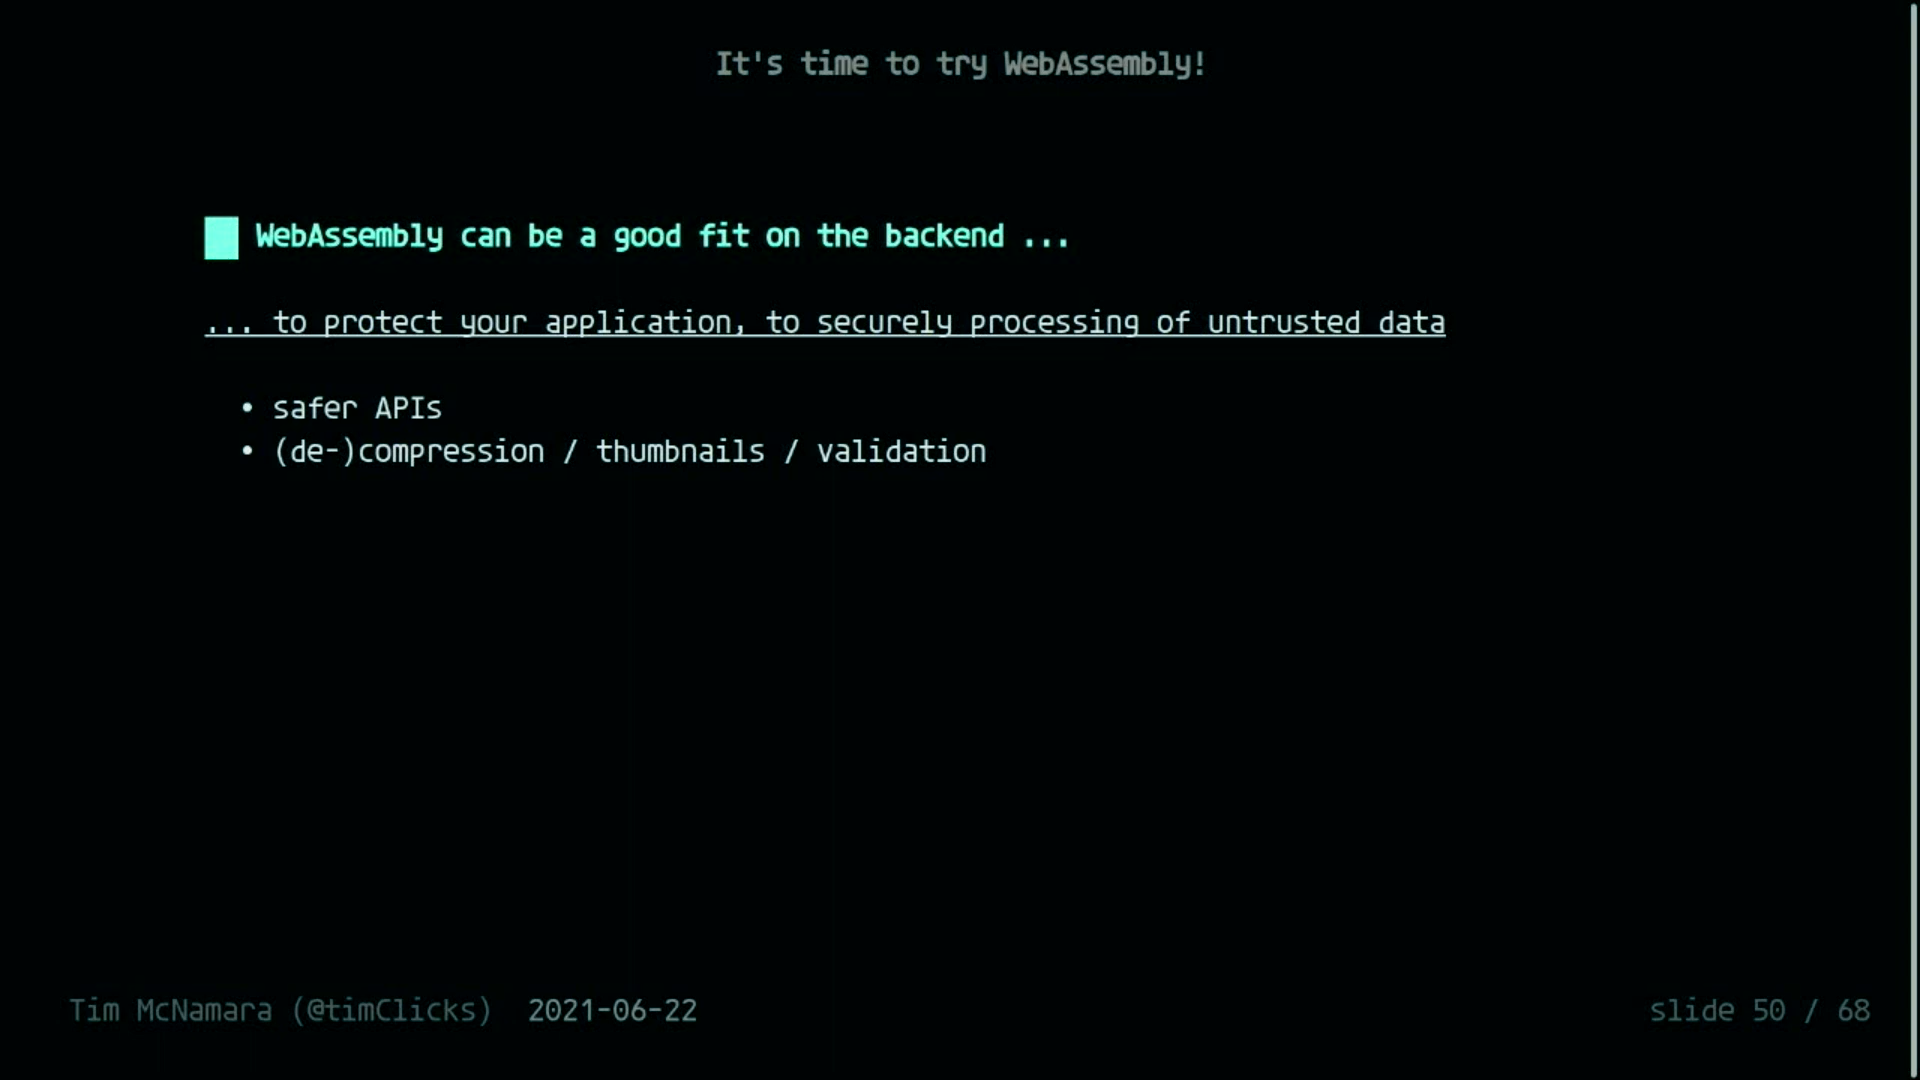 It's time to try WebAssembly!
WebAssembly can be a good fit on the backend ...
... to protect your application, to securely processing of untrusted data
• safer APIs
• (de-)compression / thumbnails / validation
Tim McNamara (@timClicks) 2021-06-22
slide 50 / 68